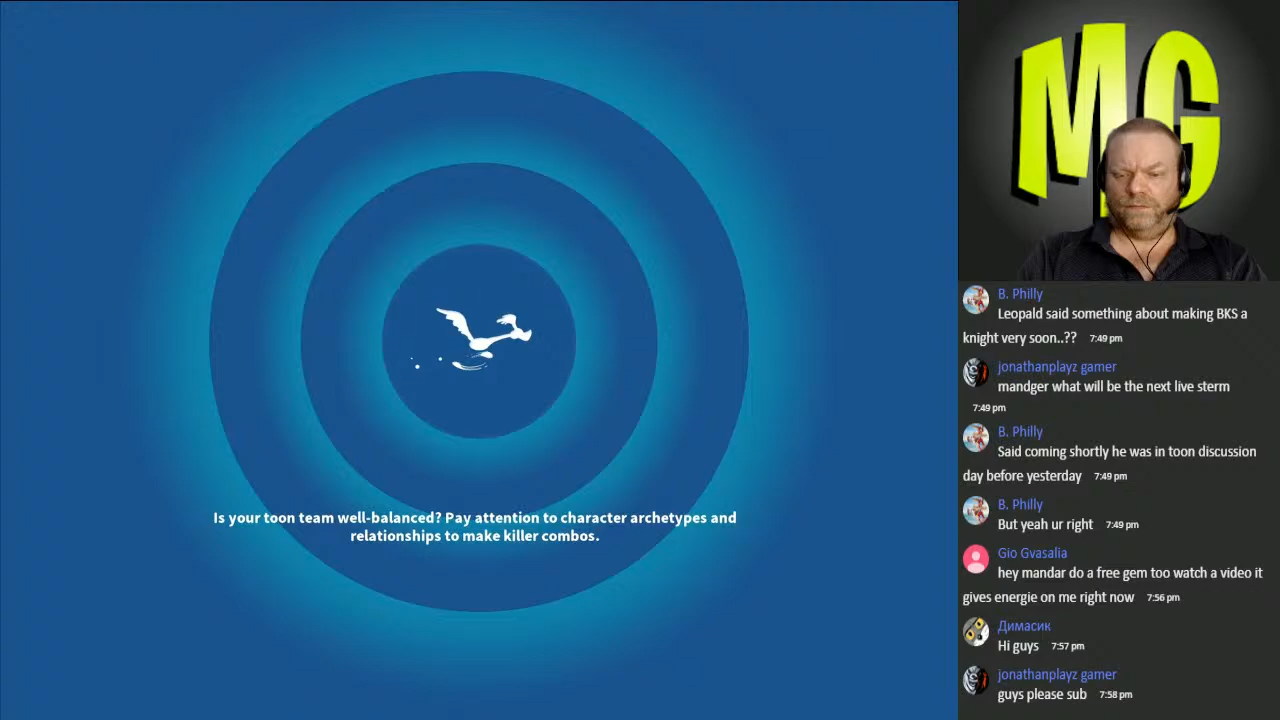 MG
Is your toon team well-balanced? Pay attention to character archetypes and
relationships to make killer combos.
B. Philly
Leopald said something about making BKS a
knight very soon..?? 7:49 pm
jonathanplayz gamer
mandger what will be the next live sterm
7:49 pm
B. Philly
Said coming shortly he was in toon discussion
day before yesterday 7:49 pm
B. Philly
But yeah ur right 7:49 pm
Gio Gvasalia
hey mandar do a free gem too watch a video it
gives energie on me right now 7:56 pm
Димасик
Hi guys 7:57 pm
jonathanplayz gamer
guys please sub 7:58 pm